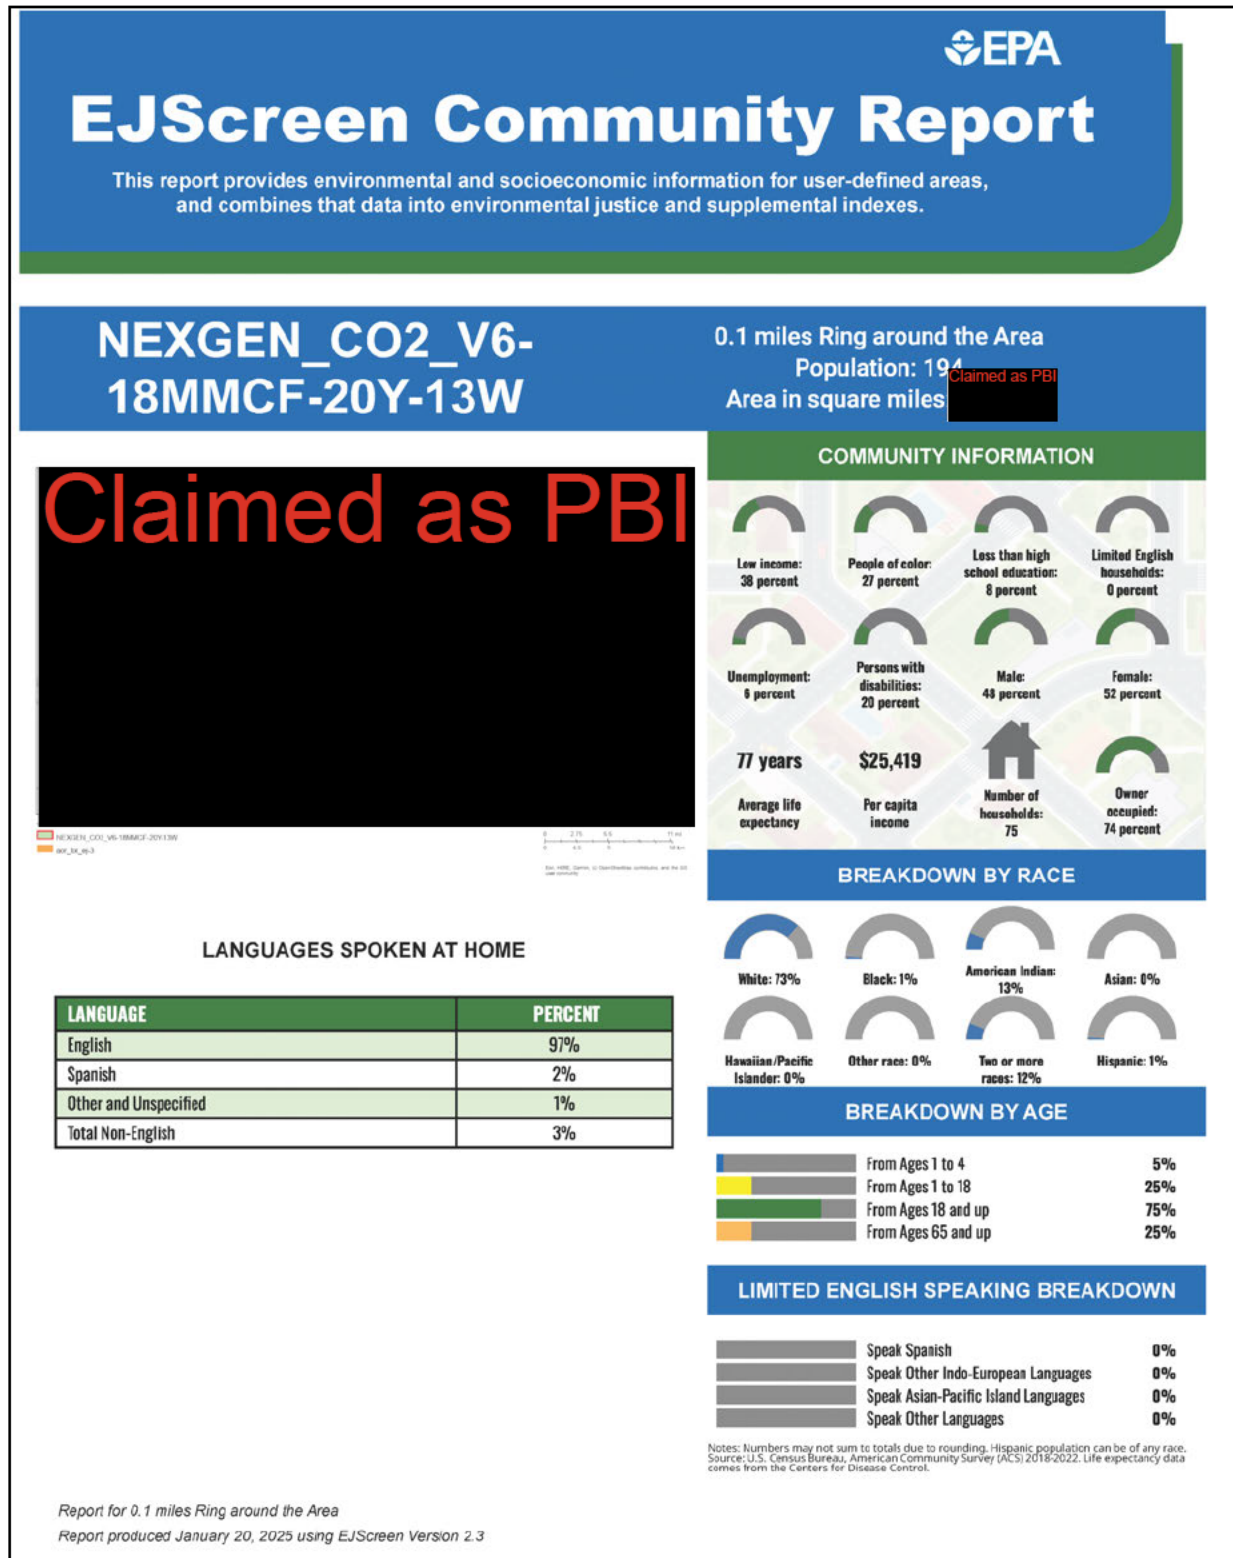 EPA
EJScreen Community Report
This report provides environmental and socioeconomic information for user-defined areas,
and combines that data into environmental justice and supplemental indexes.
NEXGEN_CO2_V6-
18MMCF-20Y-13W
0.1 miles Ring around the Area
Population: 194
Area in square miles
Claimed as PBI
Claimed as PBI
NEXGEN_CO2_V6-18MMCF-20Y-13W
0 2.75 5.5 11 mi
COMMUNITY INFORMATION
Low income:
38 percent
People of color:
27 percent
Less than high
school education:
8 percent
Limited English
households:
0 percent
Unemployment:
6 percent
Persons with
disabilities:
20 percent
Male:
48 percent
Female:
52 percent
77 years
Average life
expectancy
$25,419
Per capita
income
Number of
households:
75
Owner
occupied:
74 percent
BREAKDOWN BY RACE
White: 73%
Black: 1%
American Indian:
13%
Asian: 0%
Hawaiian/Pacific
Islander: 0%
Other race: 0%
Two or more
races: 12%
Hispanic: 1%
LANGUAGES SPOKEN AT HOME
LANGUAGE PERCENT
English 97%
Spanish 2%
Other and Unspecified 1%
Total Non-English 3%
BREAKDOWN BY AGE
From Ages 1 to 4 5%
From Ages 1 to 18 25%
From Ages 18 and up 75%
From Ages 65 and up 25%
LIMITED ENGLISH SPEAKING BREAKDOWN
Speak Spanish 0%
Speak Other Indo-European Languages 0%
Speak Asian-Pacific Island Languages 0%
Speak Other Languages 0%
Notes: Numbers may not sum to totals due to rounding. Hispanic population can be of any race.
Source: U.S. Census Bureau, American Community Survey (ACS) 2018-2022. Life expectancy data
comes from the Centers for Disease Control.
Report for 0.1 miles Ring around the Area
Report produced January 20, 2025 using EJScreen Version 2.3